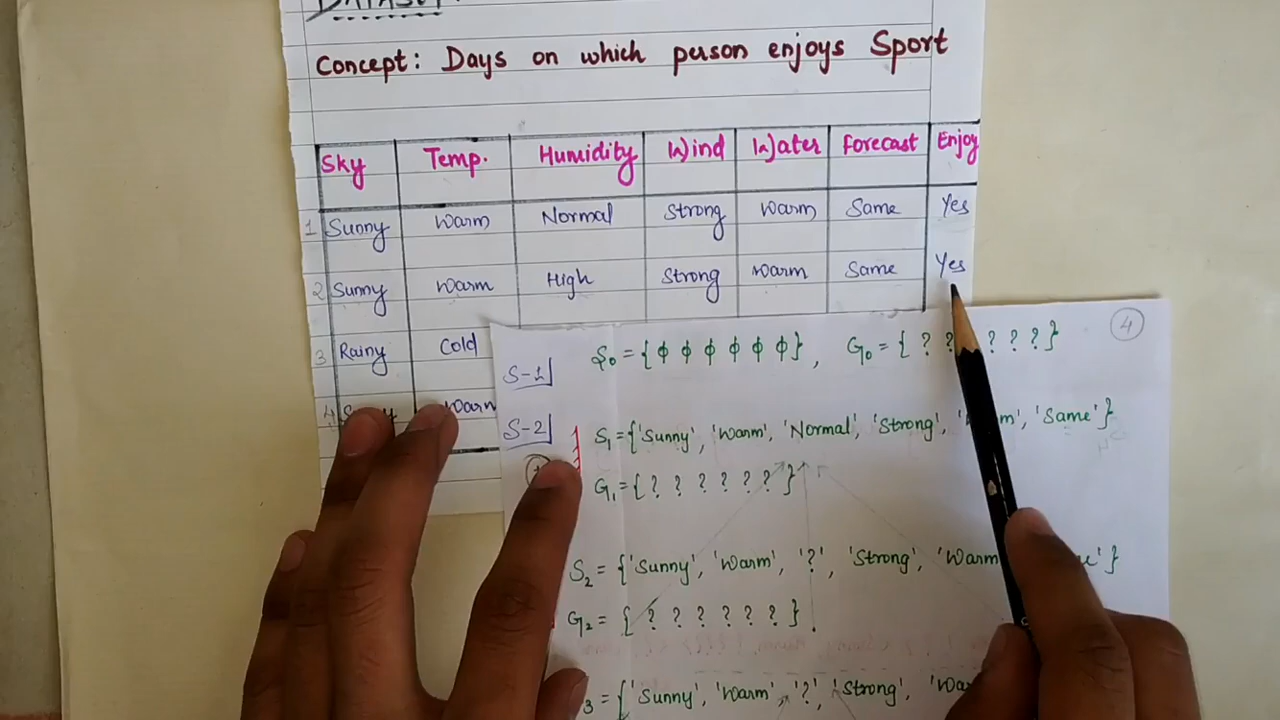 DATASET:
Concept: Days on which person enjoys Sport
Sky Temp. Humidity Wind Water Forecast Enjoy
1 Sunny Warm Normal Strong Warm Same Yes
2 Sunny Warm High Strong Warm Same Yes
3 Rainy Cold
4 Warm
4
S-1 S₀ = {ϕ ϕ ϕ ϕ ϕ ϕ}, G₀ = { ? ? ? ? ?}
S-2 S₁ = {'Sunny', 'Warm', 'Normal', 'Strong', 'Same'}
G₁ = {? ? ? ? ? ?}
S₂ = {'Sunny', 'Warm', '?', 'Strong', 'Warm
G₂ = {? ? ? ? ? ?}
3 = {'Sunny', 'Warm', '?', 'Strong',